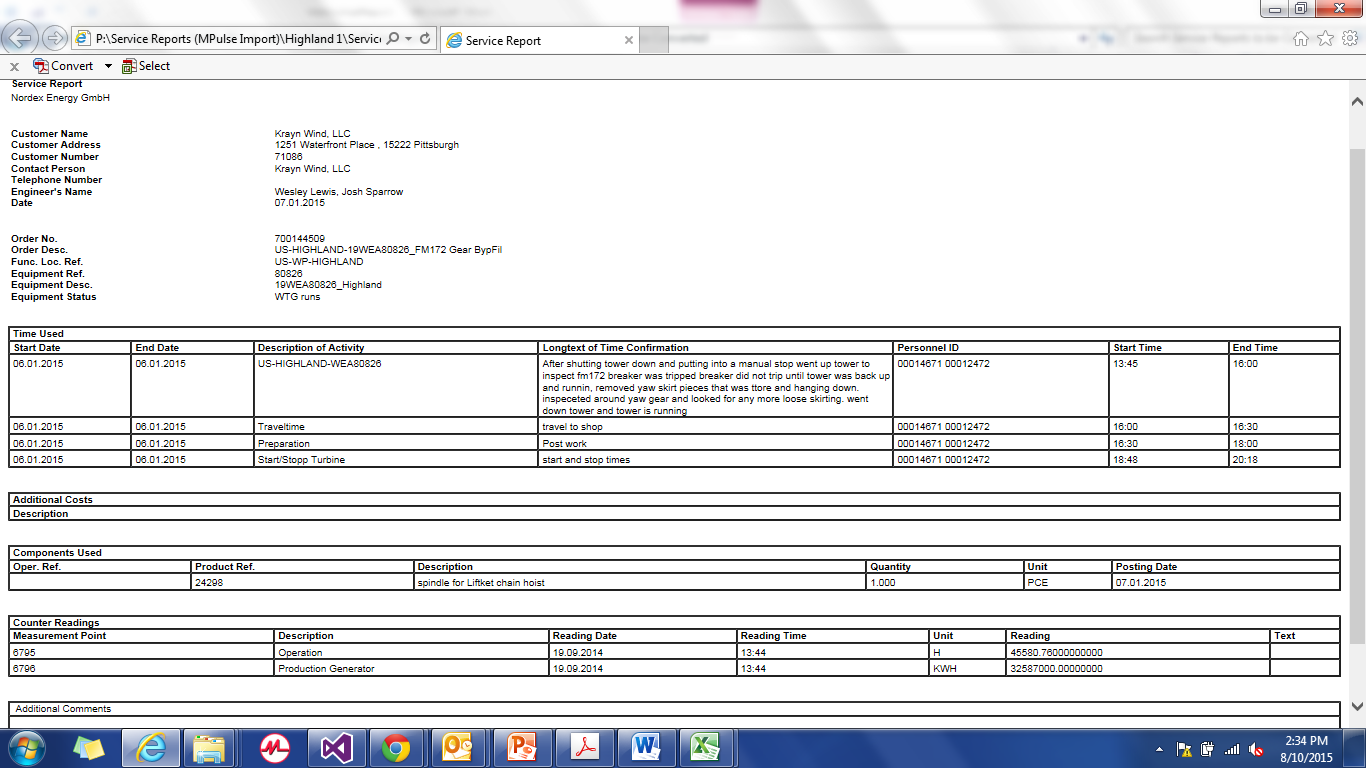 P:\Service Reports (MPulse Import)\Highland 1\Servic
Service Report
x Convert Select
Service Report
Nordex Energy GmbH
Customer Name Krayn Wind, LLC
Customer Address 1251 Waterfront Place , 15222 Pittsburgh
Customer Number 71086
Contact Person Krayn Wind, LLC
Telephone Number
Engineer's Name Wesley Lewis, Josh Sparrow
Date 07.01.2015
Order No. 700144509
Order Desc. US-HIGHLAND-19WEA80826_FM172 Gear BypFil
Func. Loc. Ref. US-WP-HIGHLAND
Equipment Ref. 80826
Equipment Desc. 19WEA80826_Highland
Equipment Status WTG runs
Time Used
Start Date End Date Description of Activity Longtext of Time Confirmation Personnel ID Start Time End Time
06.01.2015 06.01.2015 US-HIGHLAND-WEA80826 After shutting tower down and putting into a manual stop went up tower to 00014671 00012472 13:45 16:00
inspect fm172 breaker was tripped breaker did not trip until tower was back up
and runnin, removed yaw skirt pieces that was ttore and hanging down.
inspeceted around yaw gear and looked for any more loose skirting. went
down tower and tower is running
06.01.2015 06.01.2015 Traveltime travel to shop 00014671 00012472 16:00 16:30
06.01.2015 06.01.2015 Preparation Post work 00014671 00012472 16:30 18:00
06.01.2015 06.01.2015 Start/Stopp Turbine start and stop times 00014671 00012472 18:48 20:18
Additional Costs
Description
Components Used
Oper. Ref. Product Ref. Description Quantity Unit Posting Date
24298 spindle for Liftket chain hoist 1.000 PCE 07.01.2015
Counter Readings
Measurement Point Description Reading Date Reading Time Unit Reading Text
6795 Operation 19.09.2014 13:44 H 45580.76000000000
6796 Production Generator 19.09.2014 13:44 KWH 32587000.00000000
Additional Comments
2:34 PM
8/10/2015